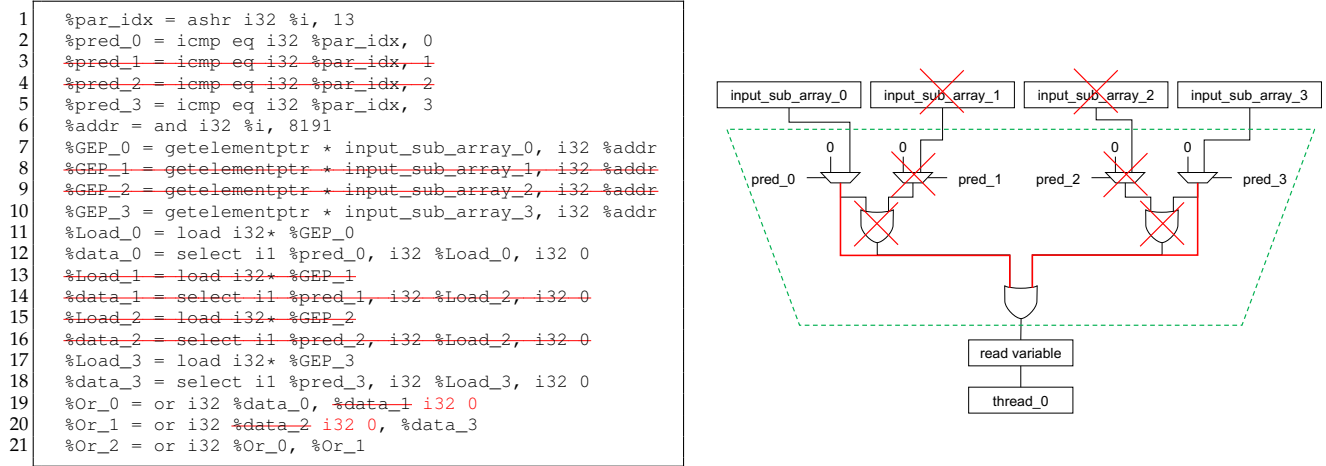 1 %par_idx = ashr i32 %i, 13
2 %pred_0 = icmp eq i32 %par_idx, 0
3 %pred_1 = icmp eq i32 %par_idx, 1
4 %pred_2 = icmp eq i32 %par_idx, 2
5 %pred_3 = icmp eq i32 %par_idx, 3
6 %addr = and i32 %i, 8191
7 %GEP_0 = getelementptr * input_sub_array_0, i32 %addr
8 %GEP_1 = getelementptr * input_sub_array_1, i32 %addr
9 %GEP_2 = getelementptr * input_sub_array_2, i32 %addr
10 %GEP_3 = getelementptr * input_sub_array_3, i32 %addr
11 %Load_0 = load i32* %GEP_0
12 %data_0 = select i1 %pred_0, i32 %Load_0, i32 0
13 %Load_1 = load i32* %GEP_1
14 %data_1 = select i1 %pred_1, i32 %Load_2, i32 0
15 %Load_2 = load i32* %GEP_2
16 %data_2 = select i1 %pred_2, i32 %Load_2, i32 0
17 %Load_3 = load i32* %GEP_3
18 %data_3 = select i1 %pred_3, i32 %Load_3, i32 0
19 %Or_0 = or i32 %data_0, %data_1 i32 0
20 %Or_1 = or i32 %data_2 i32 0, %data_3
21 %Or_2 = or i32 %Or_0, %Or_1
input_sub_array_0 input_sub_array_1 input_sub_array_2 input_sub_array_3
0 0 0 0
pred_0 pred_1 pred_2 pred_3
read variable
thread_0